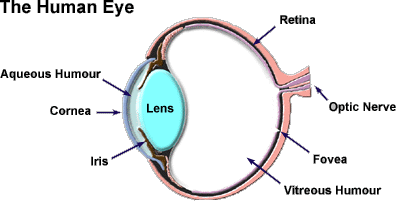 The Human Eye
Retina
Aqueous Humour
Cornea
Lens
Optic Nerve
Iris
Fovea
Vitreous Humour